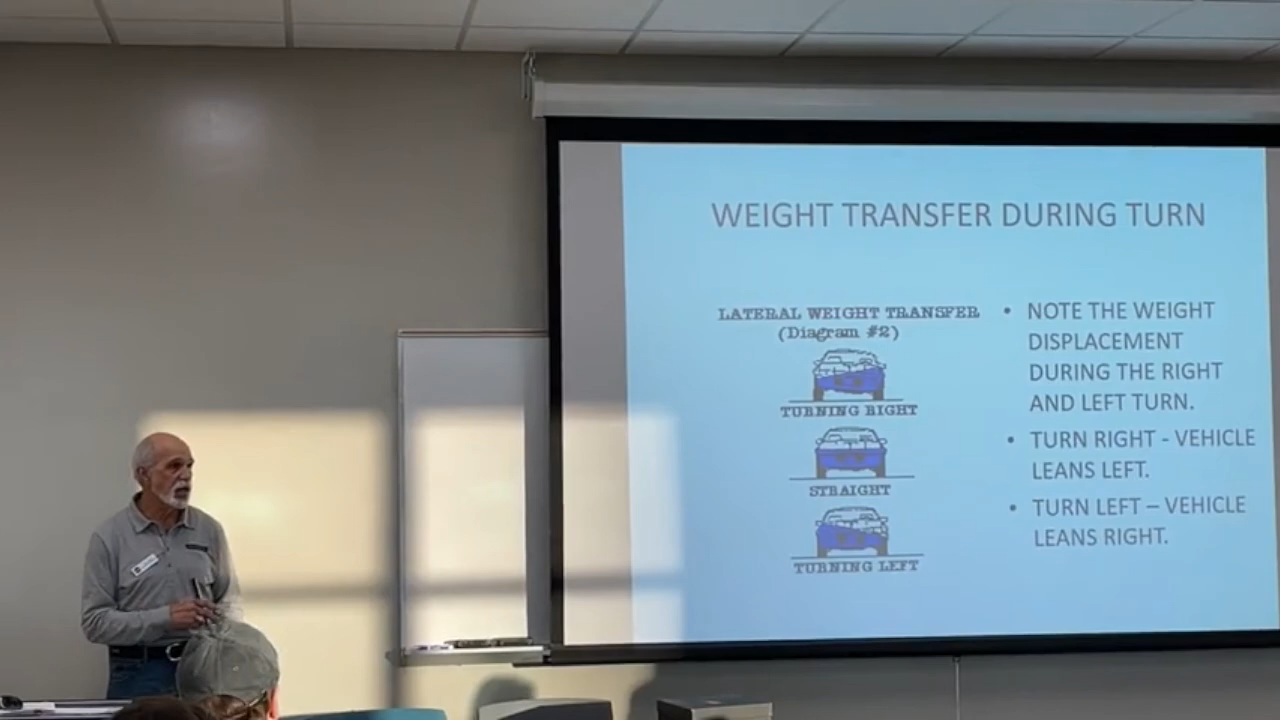 WEIGHT TRANSFER DURING TURN
LATERAL WEIGHT TRANSFER
(Diagram #2)
TURNING RIGHT
STRAIGHT
TURNING LEFT
• NOTE THE WEIGHT
DISPLACEMENT
DURING THE RIGHT
AND LEFT TURN.
• TURN RIGHT - VEHICLE
LEANS LEFT.
• TURN LEFT – VEHICLE
LEANS RIGHT.